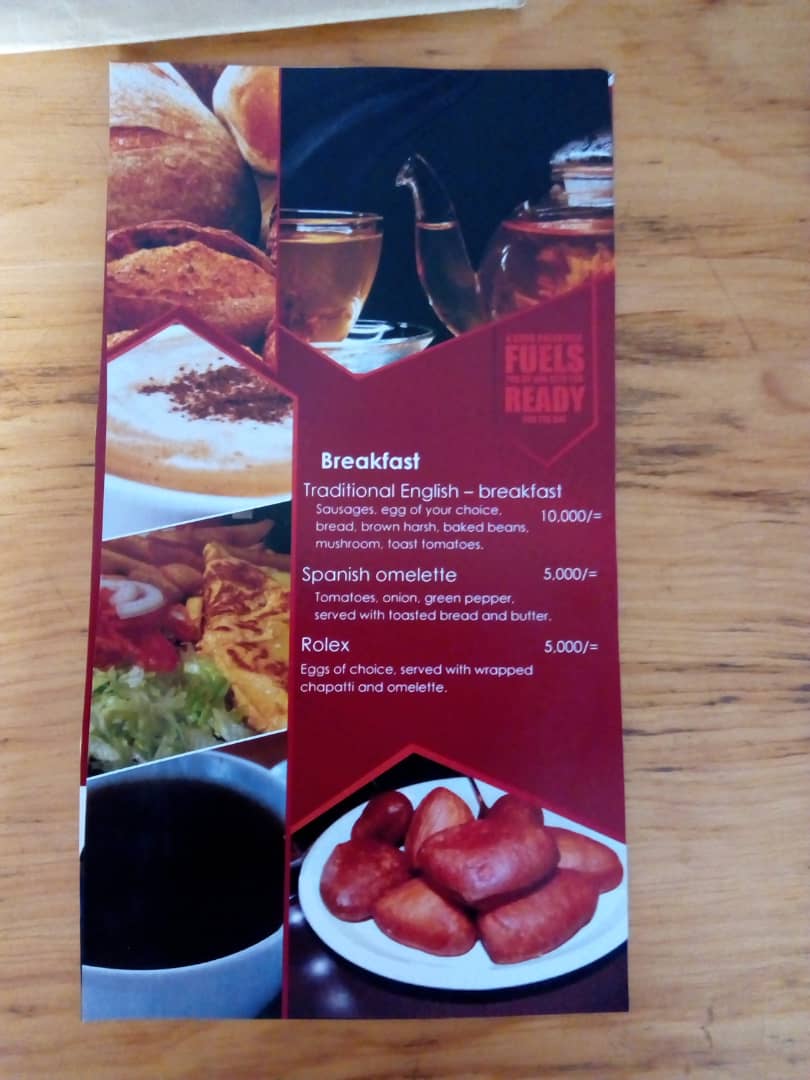 FUELS
READY
Breakfast
Traditional English – breakfast
Sausages, egg of your choice,
bread, brown harsh, baked beans,
mushroom, toast tomatoes.
10,000/=
Spanish omelette 5,000/=
Tomatoes, onion, green pepper,
served with toasted bread and butter.
Rolex 5,000/=
Eggs of choice, served with wrapped
chapatti and omelette.